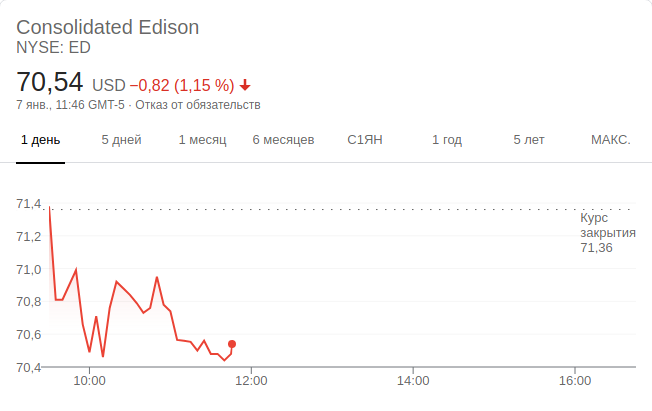 Consolidated Edison
NYSE: ED
70,54 USD −0,82 (1,15 %)
7 янв., 11:46 GMT-5 · Отказ от обязательств
1 день 5 дней 1 месяц 6 месяцев С1ЯН 1 год 5 лет МАКС.
71,4
Курс
закрытия
71,36
71,2
71,0
70,8
70,6
70,4
10:00 12:00 14:00 16:00